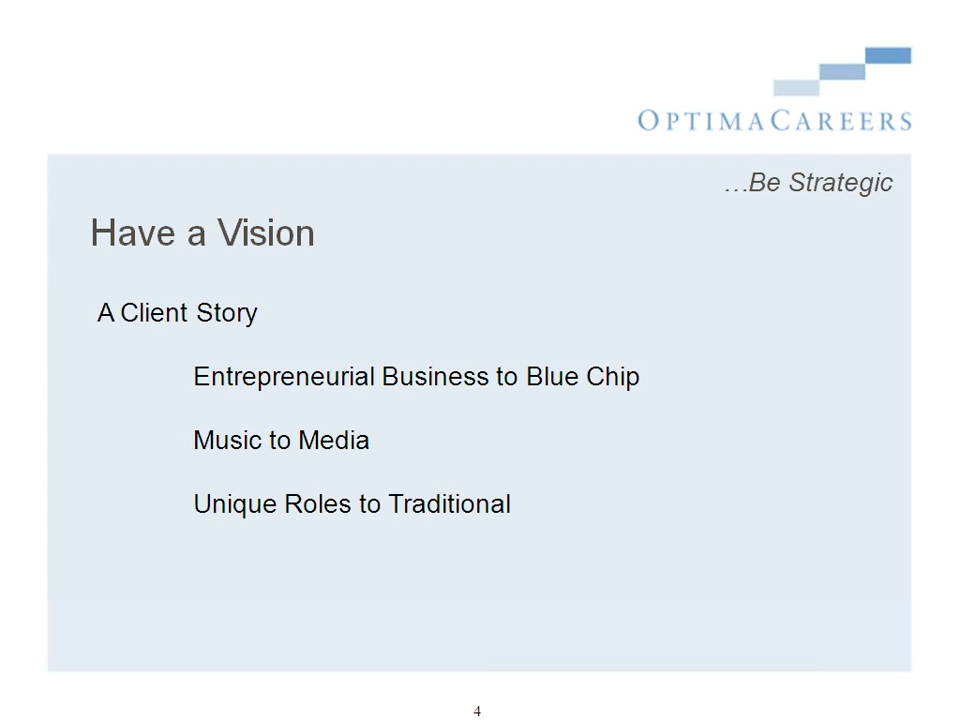 OPTIMACAREERS
…Be Strategic
Have a Vision
A Client Story
Entrepreneurial Business to Blue Chip
Music to Media
Unique Roles to Traditional
4